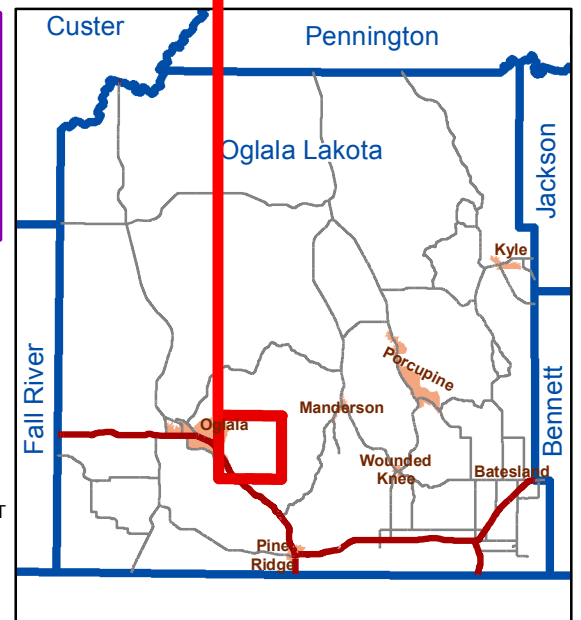 Custer
Pennington
Oglala Lakota
Jackson
Kyle
Porcupine
Fall River
Oglala
Manderson
Bennett
Wounded
Knee
Batesland
T
Pine
Ridge